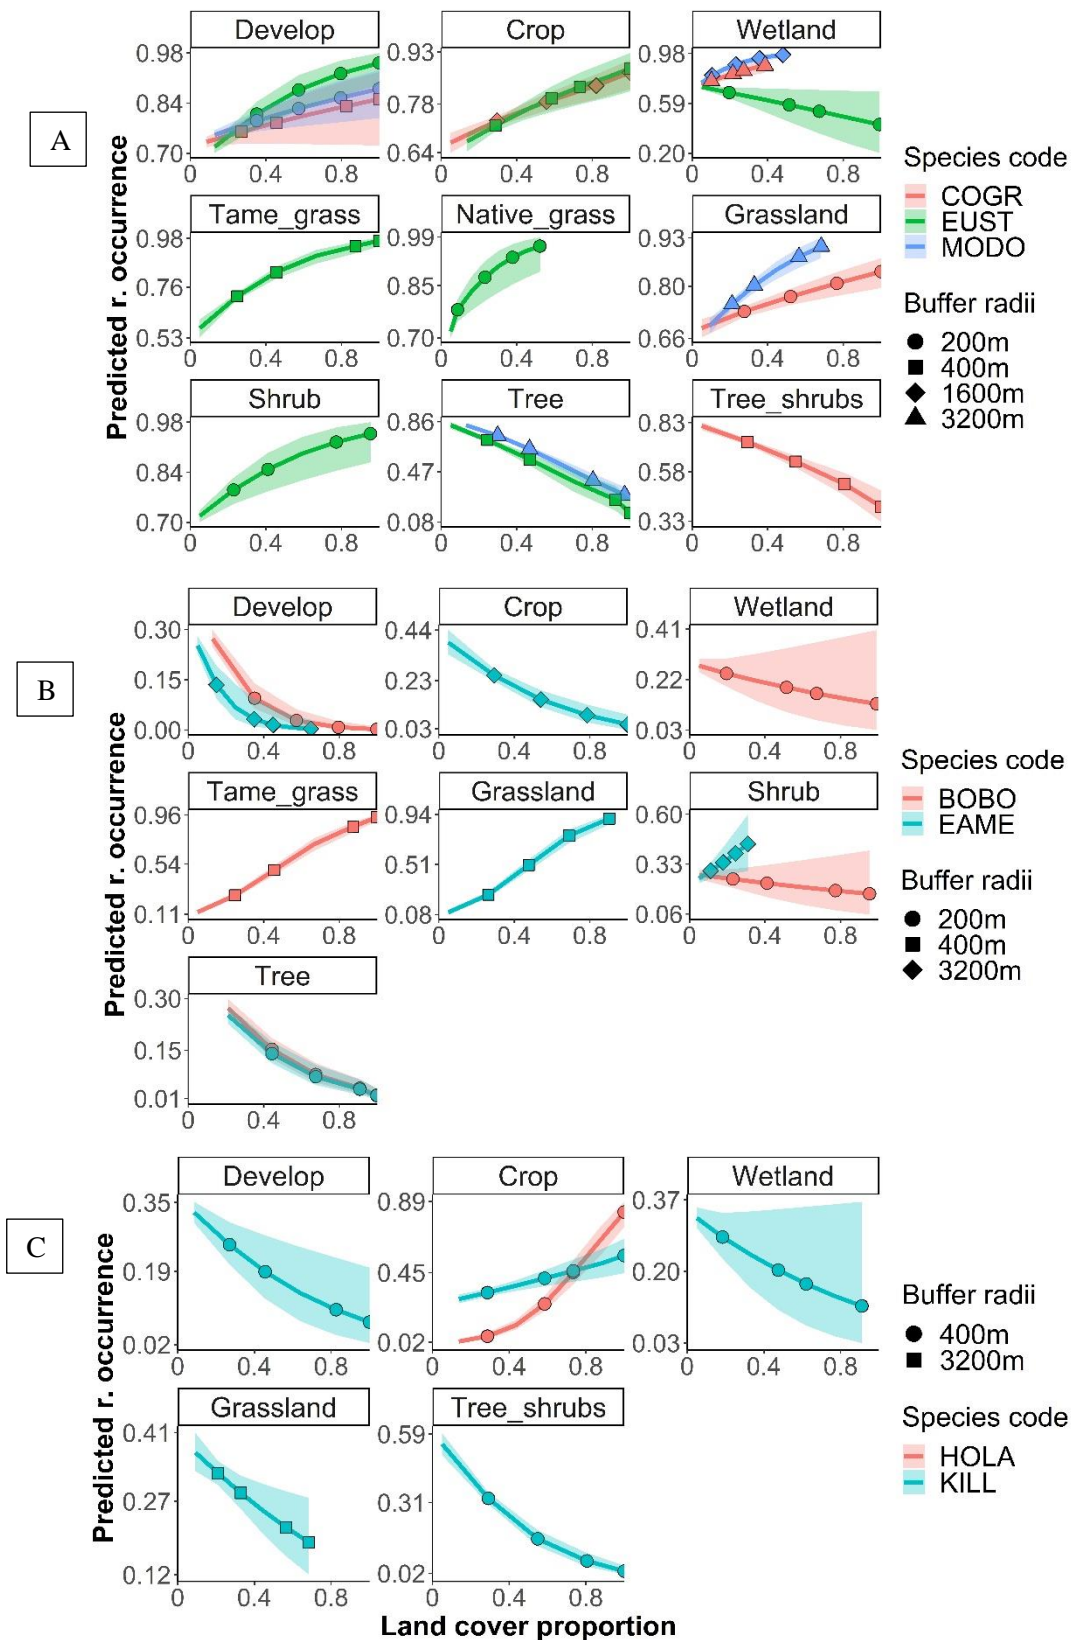 A
Predicted r. occurrence
Develop
0.98
0.84
0.70
0 0.4 0.8
Crop
0.93
0.78
0.64
0 0.4 0.8
Wetland
0.98
0.59
0.20
0 0.4 0.8
Tame_grass
0.98
0.76
0.53
0 0.4 0.8
Native_grass
0.99
0.85
0.70
0 0.4 0.8
Grassland
0.93
0.80
0.66
0 0.4 0.8
Shrub
0.98
0.84
0.70
0 0.4 0.8
Tree
0.86
0.47
0.08
0 0.4 0.8
Tree_shrubs
0.83
0.58
0.33
0 0.4 0.8
Species code
COGR
EUST
MODO
Buffer radii
200m
400m
1600m
3200m
B
Predicted r. occurrence
Develop
0.30
0.15
0.00
0 0.4 0.8
Crop
0.44
0.23
0.03
0 0.4 0.8
Wetland
0.41
0.22
0.03
0 0.4 0.8
Tame_grass
0.96
0.54
0.11
0 0.4 0.8
Grassland
0.94
0.51
0.08
0 0.4 0.8
Shrub
0.60
0.33
0.06
0 0.4 0.8
Tree
0.30
0.15
0.01
0 0.4 0.8
Species code
BOBO
EAME
Buffer radii
200m
400m
3200m
C
Predicted r. occurrence
Develop
0.35
0.19
0.02
0 0.4 0.8
Crop
0.89
0.45
0.02
0 0.4 0.8
Wetland
0.37
0.20
0.03
0 0.4 0.8
Grassland
0.41
0.27
0.12
0 0.4 0.8
Tree_shrubs
0.59
0.31
0.02
0 0.4 0.8
Land cover proportion
Buffer radii
400m
3200m
Species code
HOLA
KILL